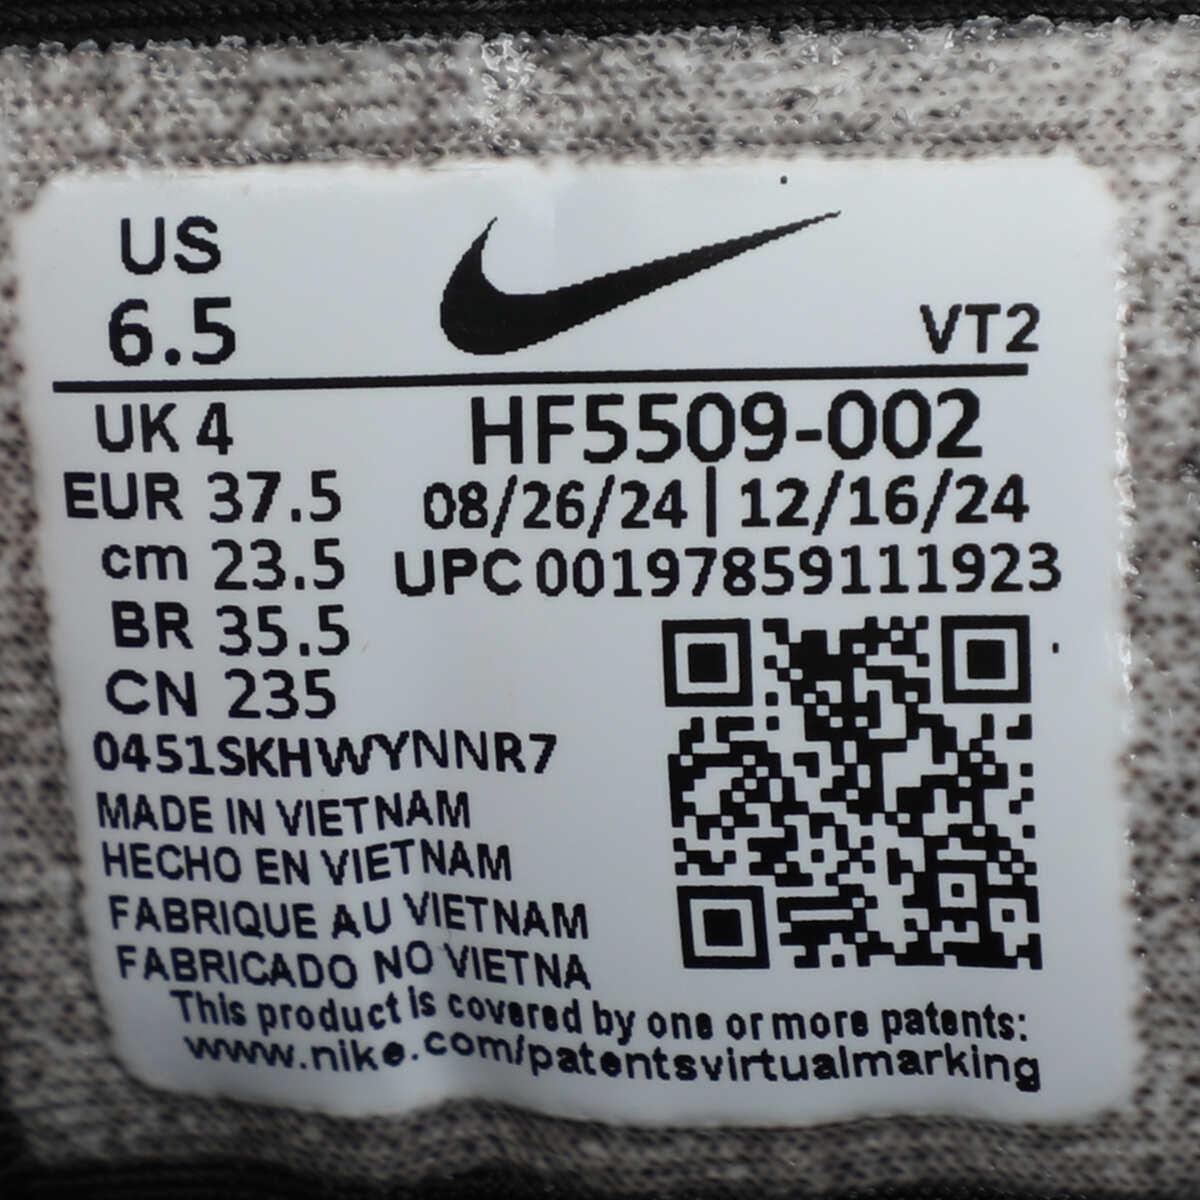 US
6.5
VT2
UK 4
HF5509-002
EUR 37.5
08/26/24 | 12/16/24
cm 23.5
UPC 00197859111923
BR 35.5
CN 235
0451SKHWYNNR7
MADE IN VIETNAM
HECHO EN VIETNAM
FABRIQUE AU VIETNAM
FABRICADO NO VIETNA
This product is covered by one or more patents:
www.nike.com/patentsvirtualmarking